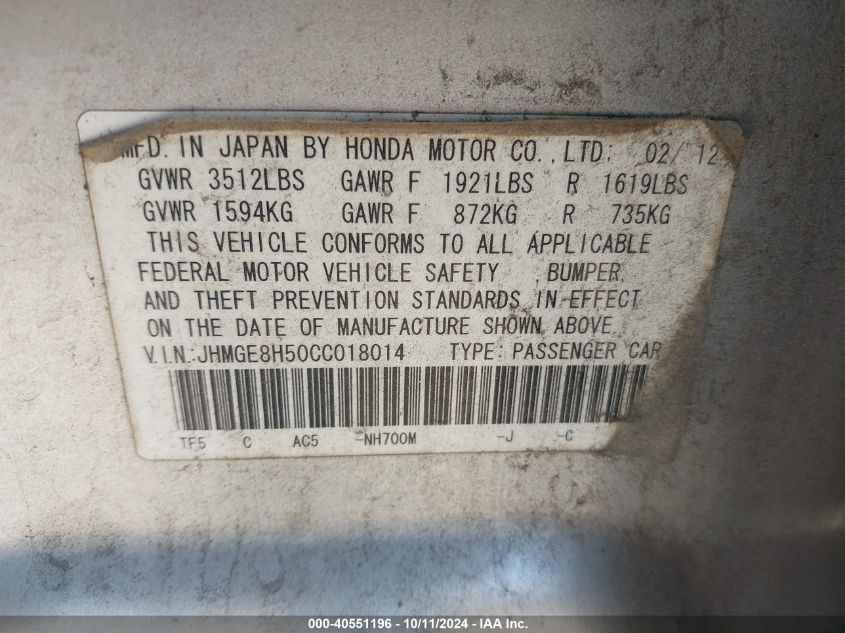 MFD. IN JAPAN BY HONDA MOTOR CO., LTD. 02/12
GVWR 3512LBS GAWR F 1921LBS R 1619LBS
GVWR 1594KG GAWR F 872KG R 735KG
THIS VEHICLE CONFORMS TO ALL APPLICABLE
FEDERAL MOTOR VEHICLE SAFETY , BUMPER,
AND THEFT PREVENTION STANDARDS IN EFFECT
ON THE DATE OF MANUFACTURE SHOWN ABOVE.
V.I.N.:JHMGE8H50CC018014 TYPE: PASSENGER CAR
TF5 C AC5 -NH700M -J -C
000-40551196 - 10/11/2024 - IAA Inc.